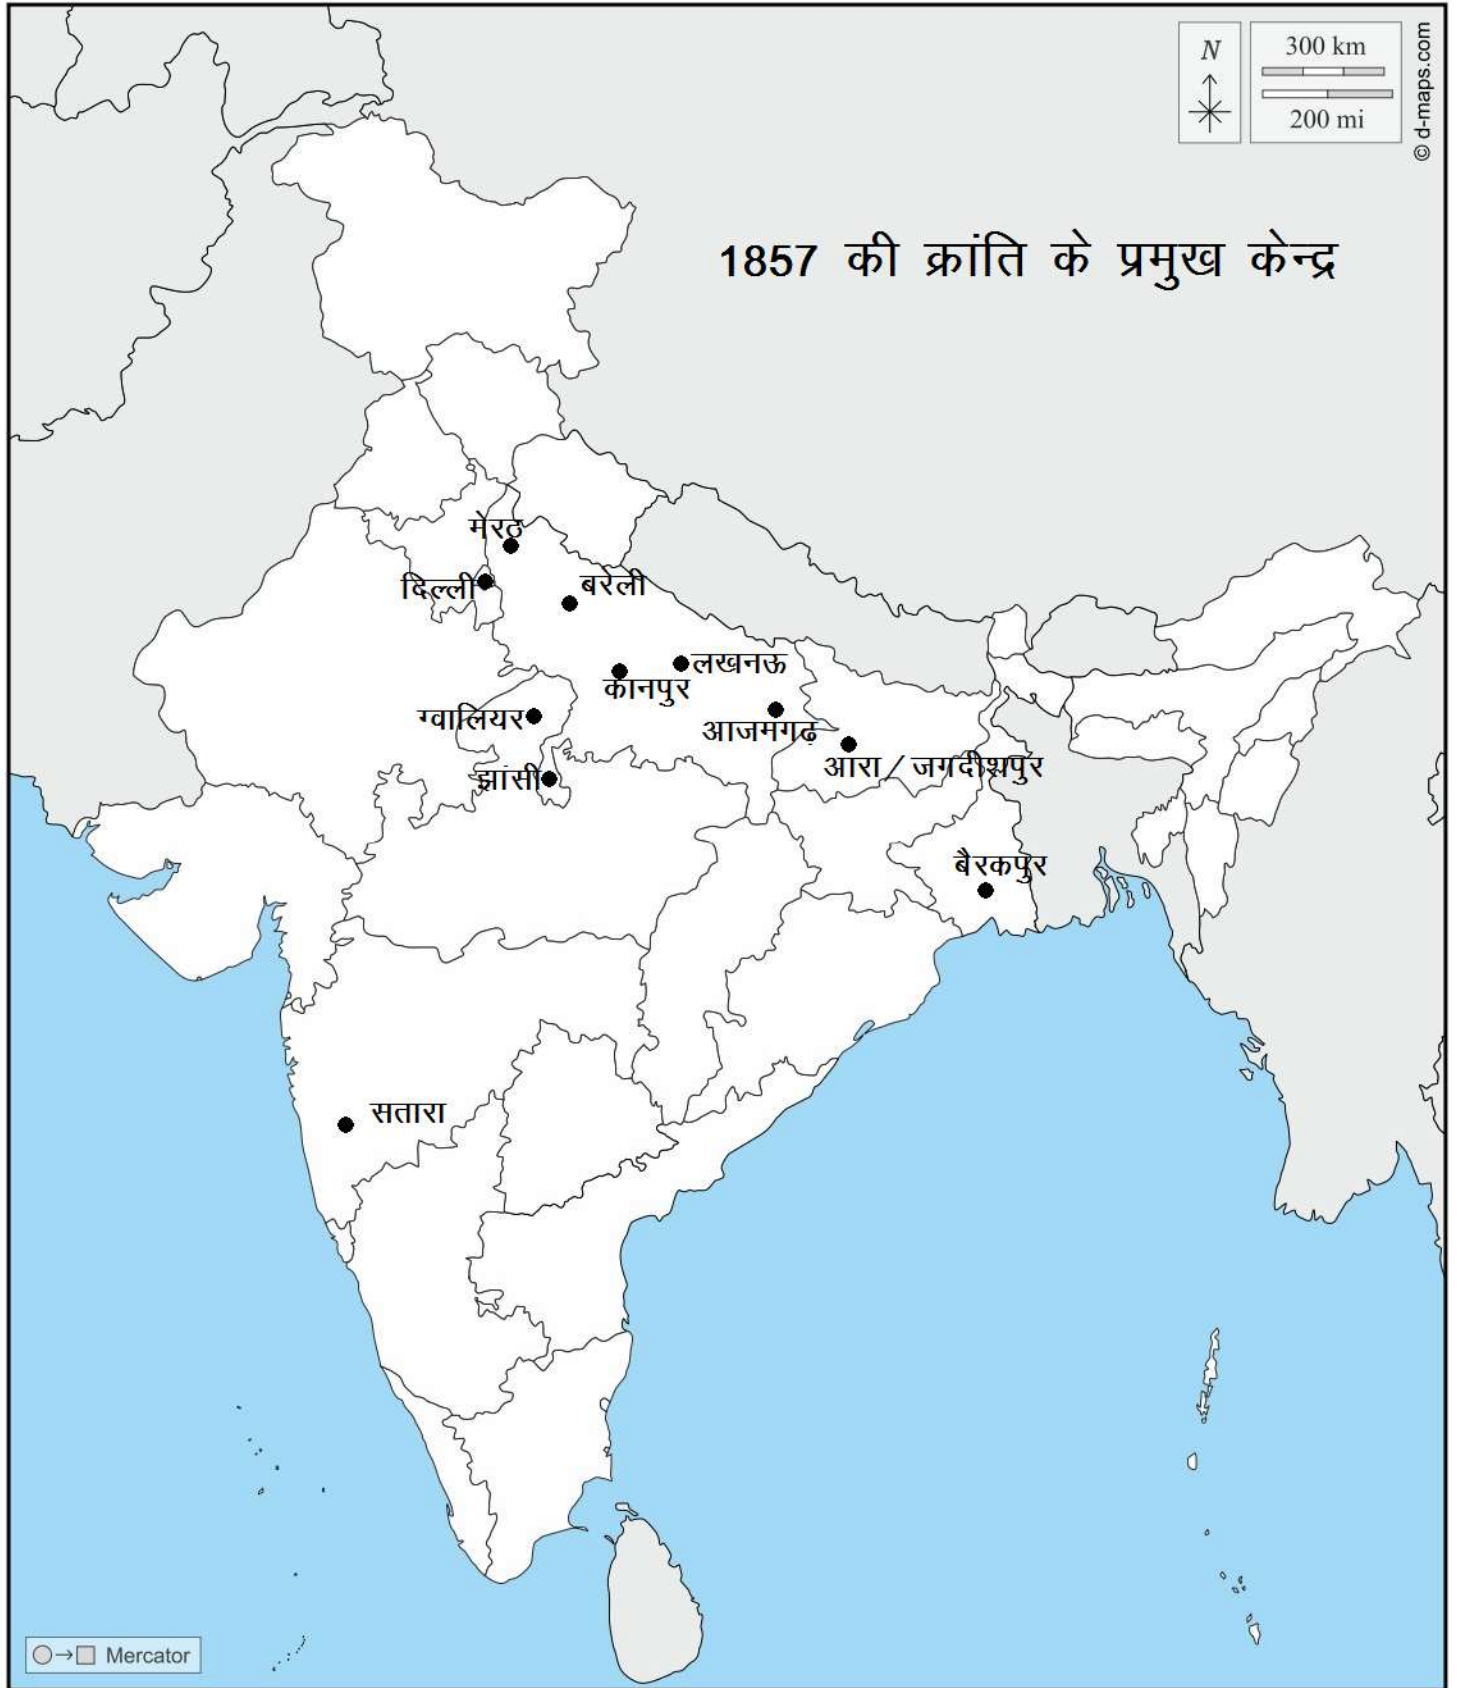 N
300 km
200 mi
© d-maps.com
1857 की क्रांति के प्रमुख केन्द्र
मेरठ
दिल्ली
बरेली
लखनऊ
कानपुर
ग्वालियर
आजमगढ़
झांसी
आरा / जगदीशपुर
बैरकपुर
सतारा
Mercator